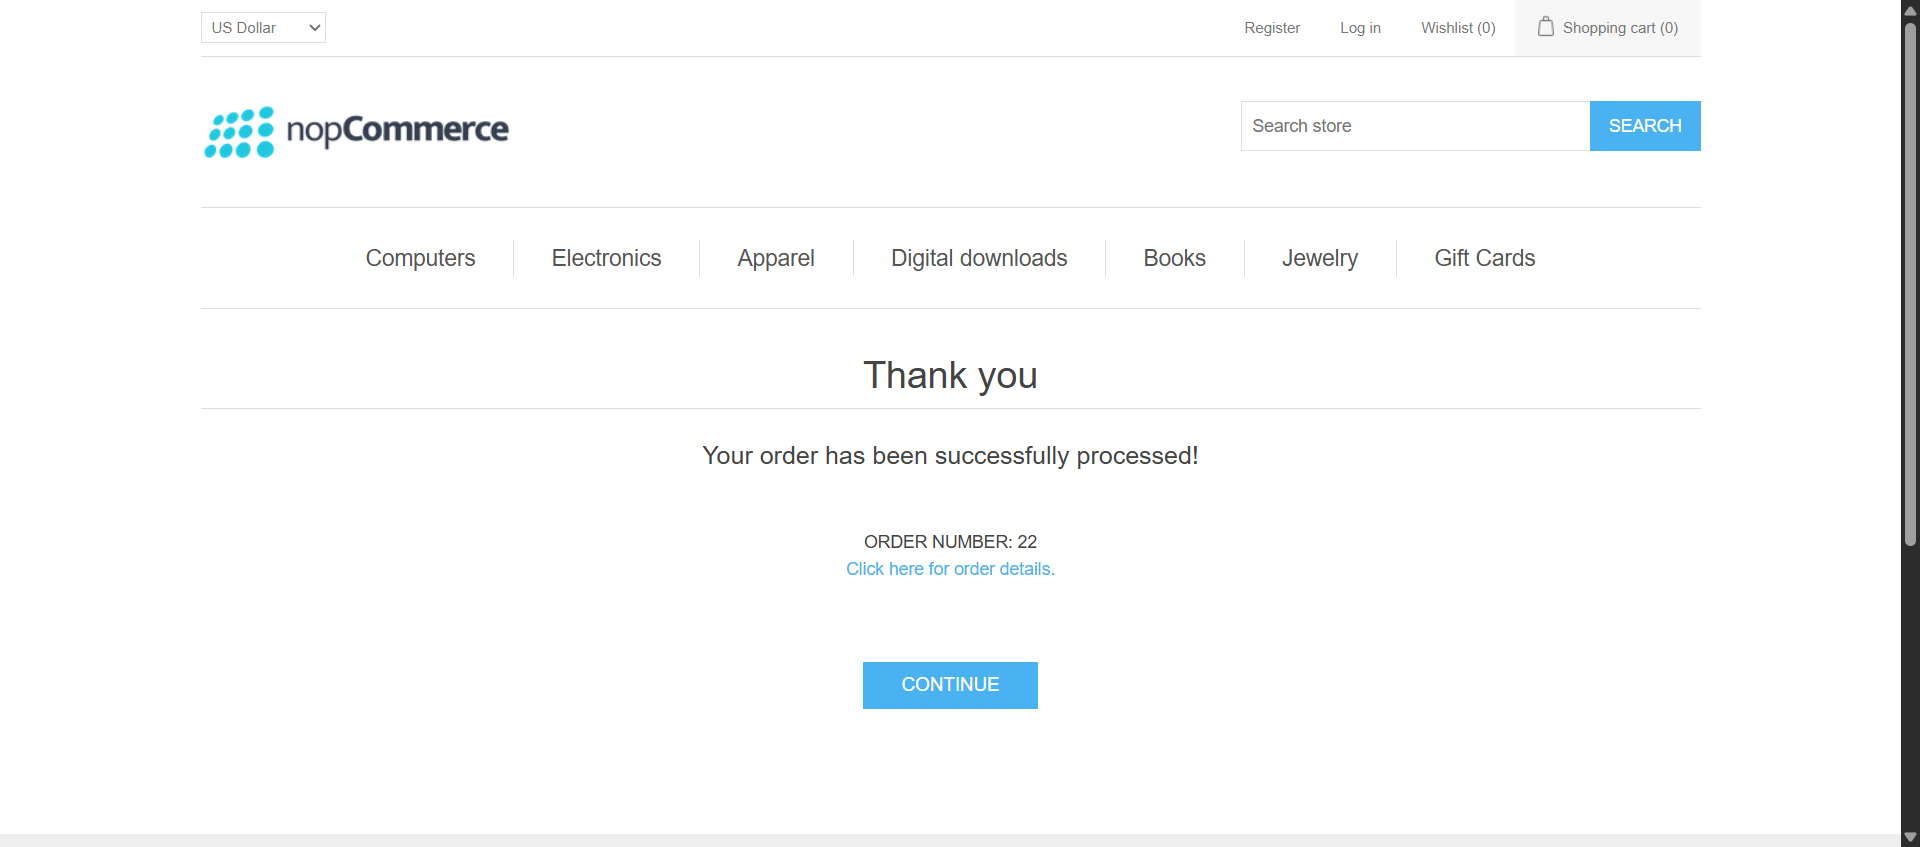 US Dollar
Register
Log in
Wishlist (0)
Shopping cart (0)
nopCommerce
Search store
SEARCH
Computers
Electronics
Apparel
Digital downloads
Books
Jewelry
Gift Cards
Thank you
Your order has been successfully processed!
ORDER NUMBER: 22
Click here for order details.
CONTINUE